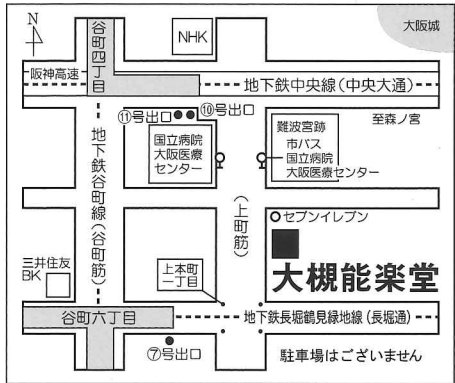 N
大阪城
NHK
谷町四丁目
阪神高速
地下鉄中央線(中央大通)
⑪号出口
⑩号出口
至森ノ宮
国立病院
大阪医療
センター
難波宮跡
市バス
国立病院
大阪医療センター
地下鉄谷町線(谷町筋)
(上町筋)
セブンイレブン
三井住友
BK
上本町
一丁目
大槻能楽堂
谷町六丁目
地下鉄長堀鶴見緑地線(長堀通)
⑦号出口
駐車場はございません